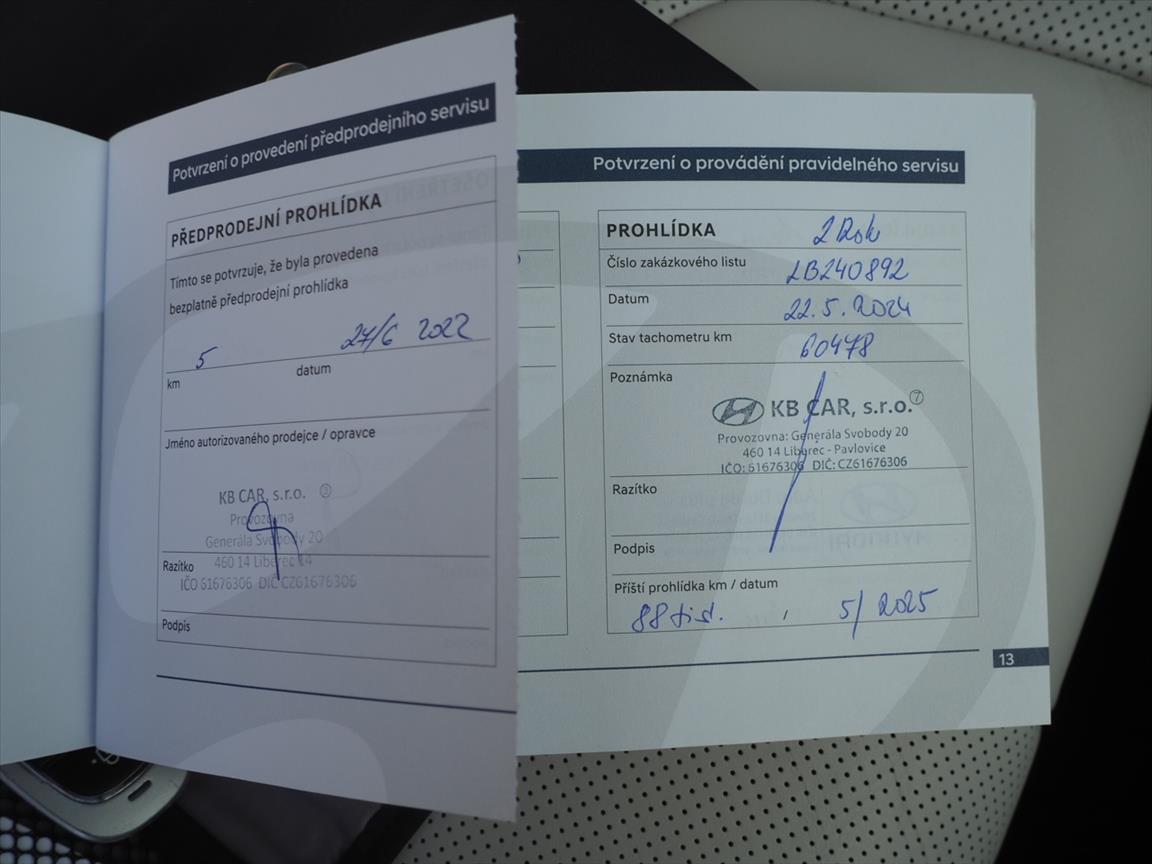 Potvrzení o provedení předprodejního servisu
PŘEDPRODEJNÍ PROHLÍDKA
Tímto se potvrzuje, že byla provedena
bezplatně předprodejní prohlídka
5 27/6 2022
km datum
Jméno autorizovaného prodejce / opravce
KB CAR, s.r.o. 3
Provozovna
Generála Svobody 20
460 14 Liberec 14
Razítko
IČO 61676306 DIČ CZ61676306
Podpis
Potvrzení o provádění pravidelného servisu
PROHLÍDKA 2 Rok
Číslo zakázkového listu LB240892
Datum 22.5.2024
Stav tachometru km 60478
Poznámka
KB CAR, s.r.o. 7
Provozovna: Generála Svobody 20
460 14 Liberec - Pavlovice
IČO: 61676306 DIČ: CZ61676306
Razítko
Podpis
Příští prohlídka km / datum
88 tis. / 5/2025
13